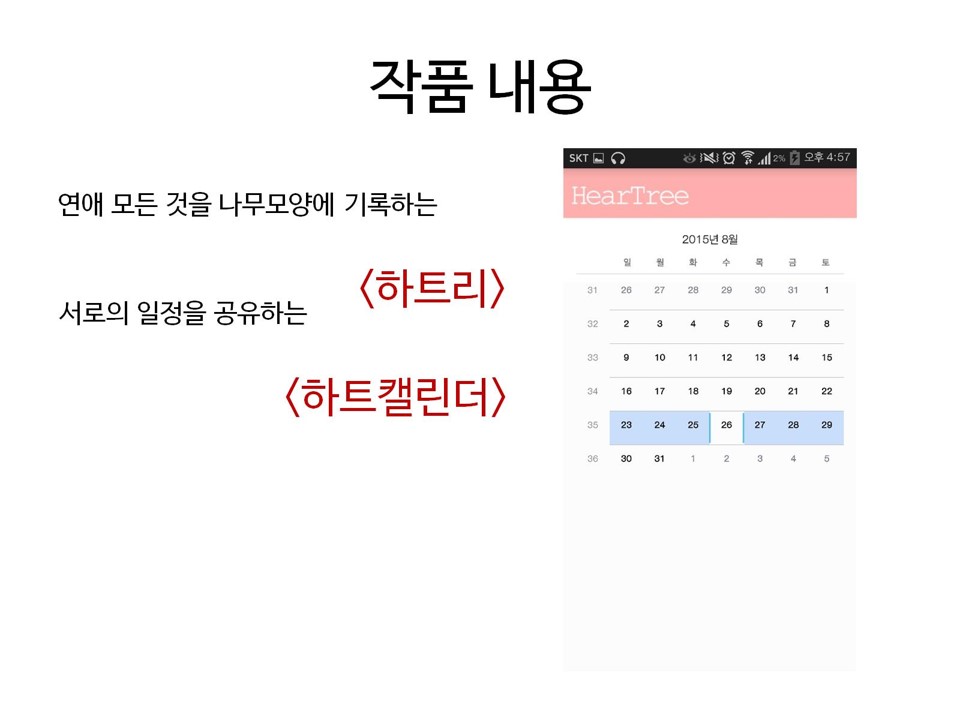 작품 내용
연애 모든 것을 나무모양에 기록하는
<하트리>
서로의 일정을 공유하는
<하트캘린더>
SKT 2% 오후 4:57
HearTree
2015년 8월
일 월 화 수 목 금 토
31 26 27 28 29 30 31 1
32 2 3 4 5 6 7 8
33 9 10 11 12 13 14 15
34 16 17 18 19 20 21 22
35 23 24 25 26 27 28 29
36 30 31 1 2 3 4 5